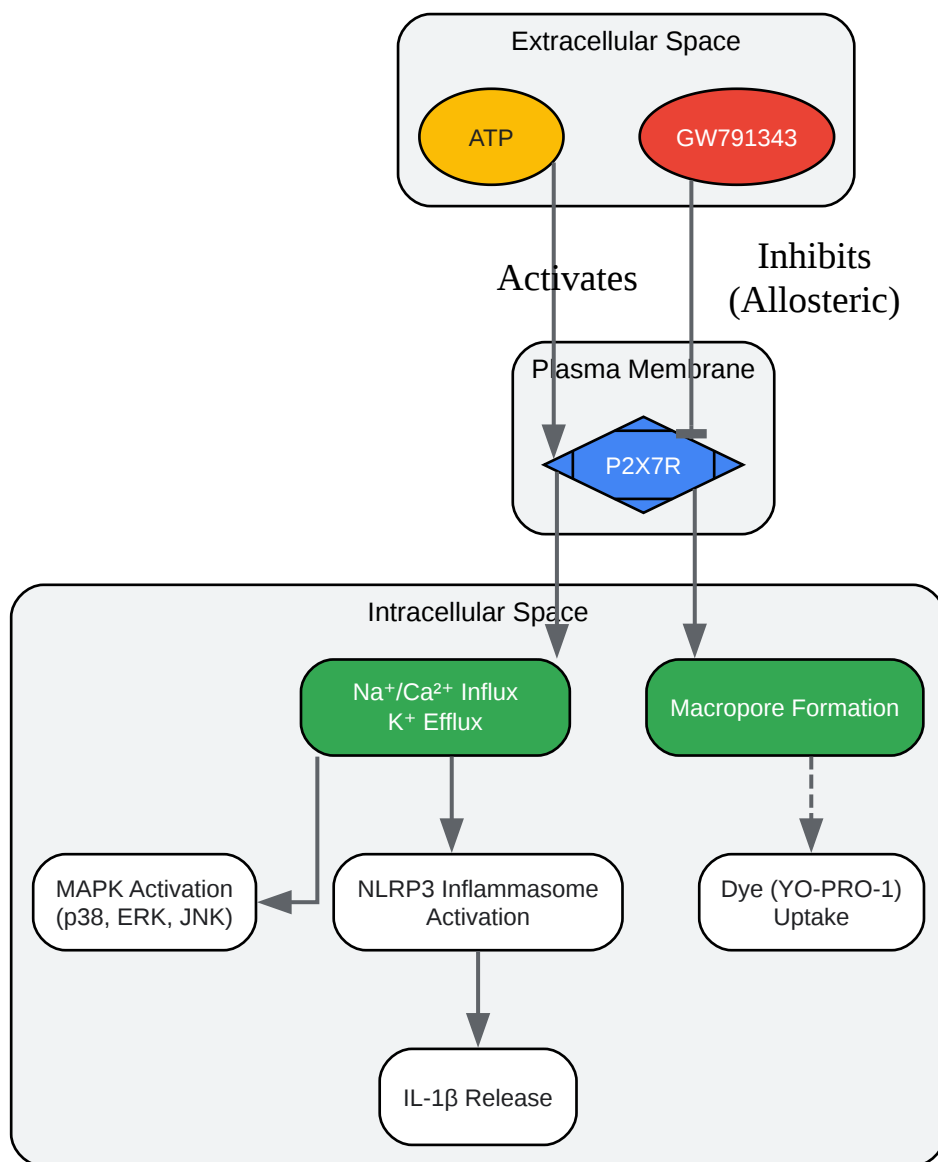 Extracellular Space
ATP
GW791343
Activates
Inhibits
(Allosteric)
Plasma Membrane
P2X7R
Intracellular Space
Na⁺/Ca²⁺ Influx
K⁺ Efflux
Macropore Formation
MAPK Activation
(p38, ERK, JNK)
NLRP3 Inflammasome
Activation
Dye (YO-PRO-1)
Uptake
IL-1β Release